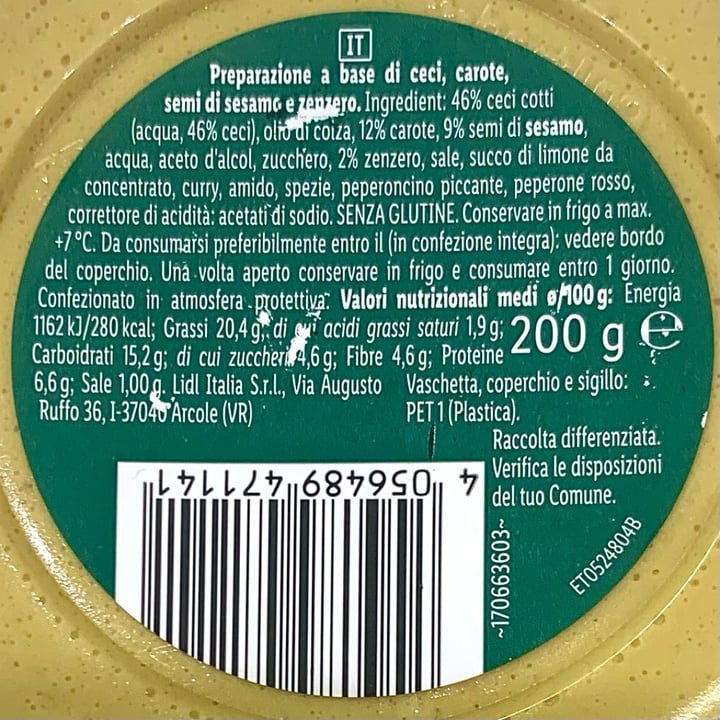 IT
Preparazione a base di ceci, carote,
semi di sesamo e zenzero. Ingredient: 46% ceci cotti
(acqua, 46% ceci), olio di colza, 12% carote, 9% semi di sesamo,
acqua, aceto d'alcol, zucchero, 2% zenzero, sale, succo di limone da
concentrato, curry, amido, spezie, peperoncino piccante, peperone rosso,
correttore di acidità: acetati di sodio. SENZA GLUTINE. Conservare in frigo a max.
+7°C. Da consumarsi preferibilmente entro il (in confezione integra): vedere bordo
del coperchio. Una volta aperto conservare in frigo e consumare entro 1 giorno.
Confezionato in atmosfera protettiva. Valori nutrizionali medi ø/100 g: Energia
1162 kJ/280 kcal; Grassi 20,4 g; di cui acidi grassi saturi 1,9 g;
Carboidrati 15,2 g; di cui zuccheri 4,6 g; Fibre 4,6 g; Proteine
6,6 g; Sale 1,00 g. Lidl Italia S.r.l., Via Augusto
Ruffo 36, I-37040 Arcole (VR)
200 g e
Vaschetta, coperchio e sigillo:
PET 1 (Plastica).
Raccolta differenziata.
Verifica le disposizioni
del tuo Comune.
4 056489 471141
~170663603~
ET0524804B